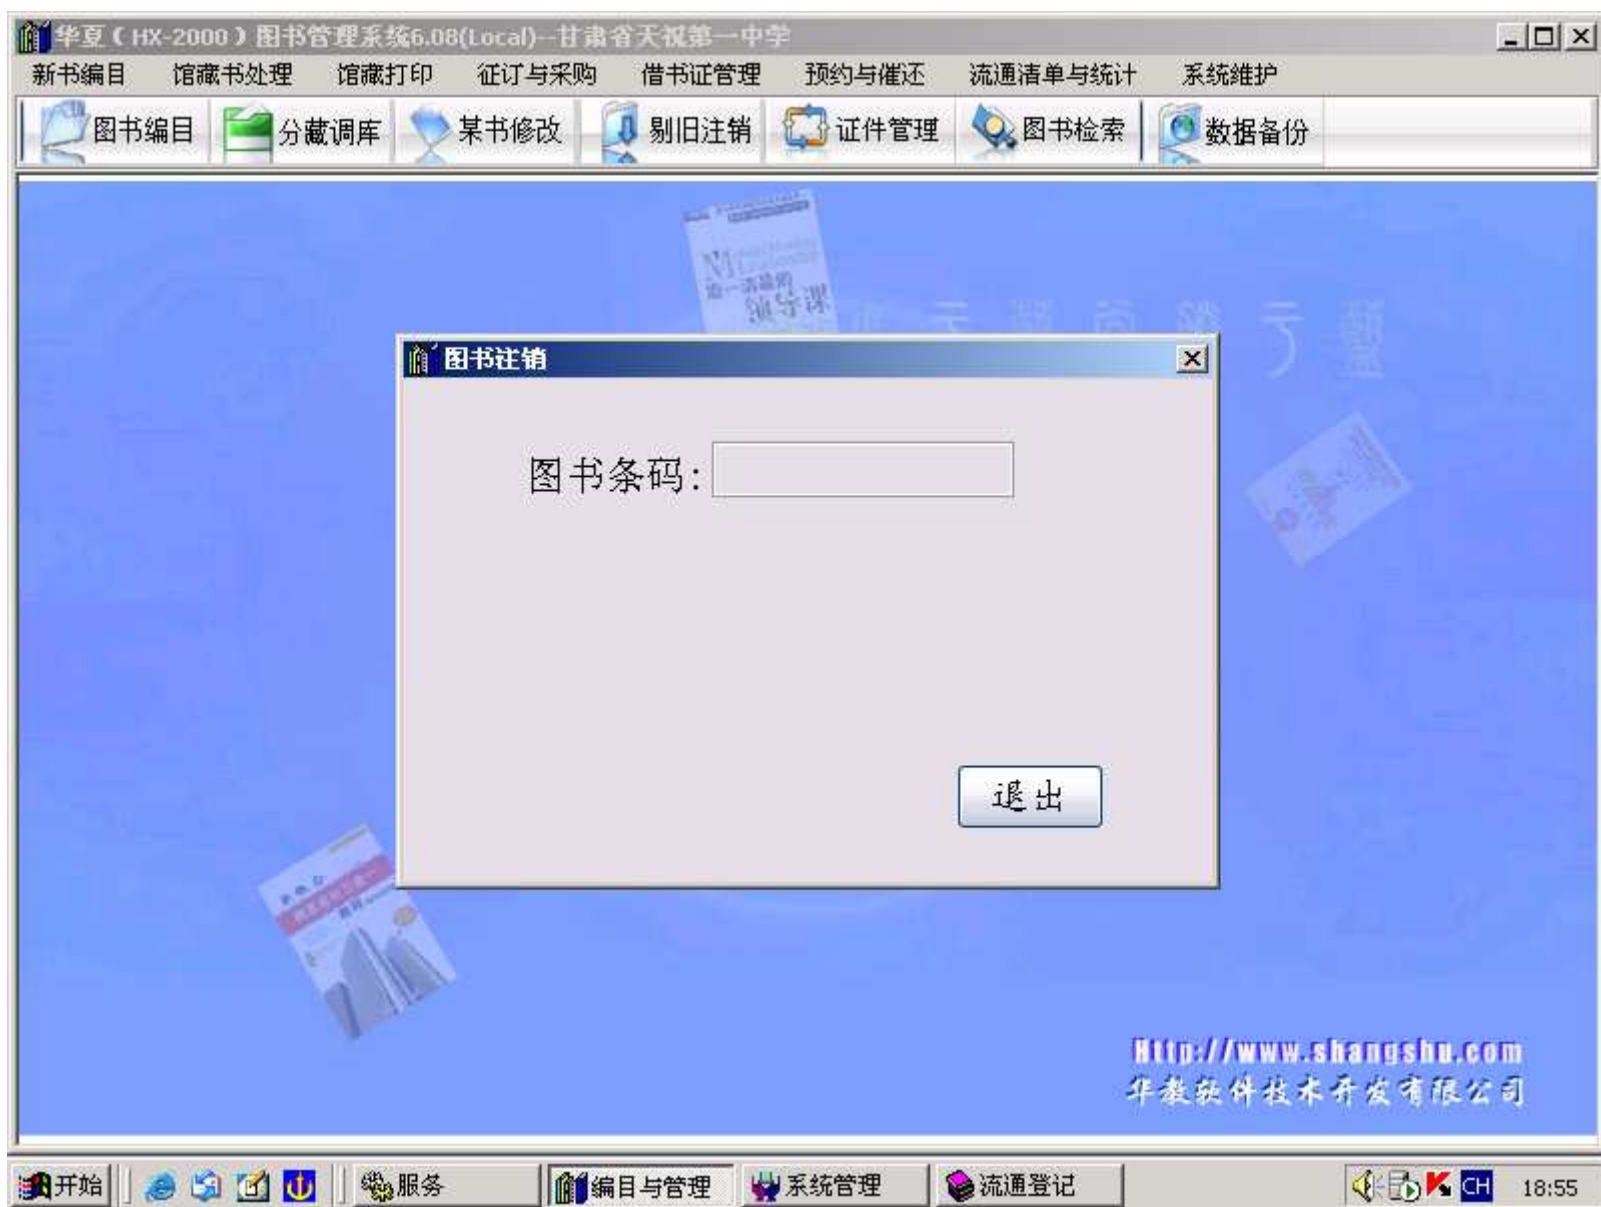 华夏(HX-2000)图书管理系统6.08(Local)--甘肃省天祝第一中学
新书编目 馆藏书处理 馆藏打印 征订与采购 借书证管理 预约与催还 流通清单与统计 系统维护
图书编目 分藏调库 某书修改 剔旧注销 证件管理 图书检索 数据备份
图书注销
图书条码:
退出
Http://www.shangshu.com
华教软件技术开发有限公司
开始 服务 编目与管理 系统管理 流通登记 CH 18:55